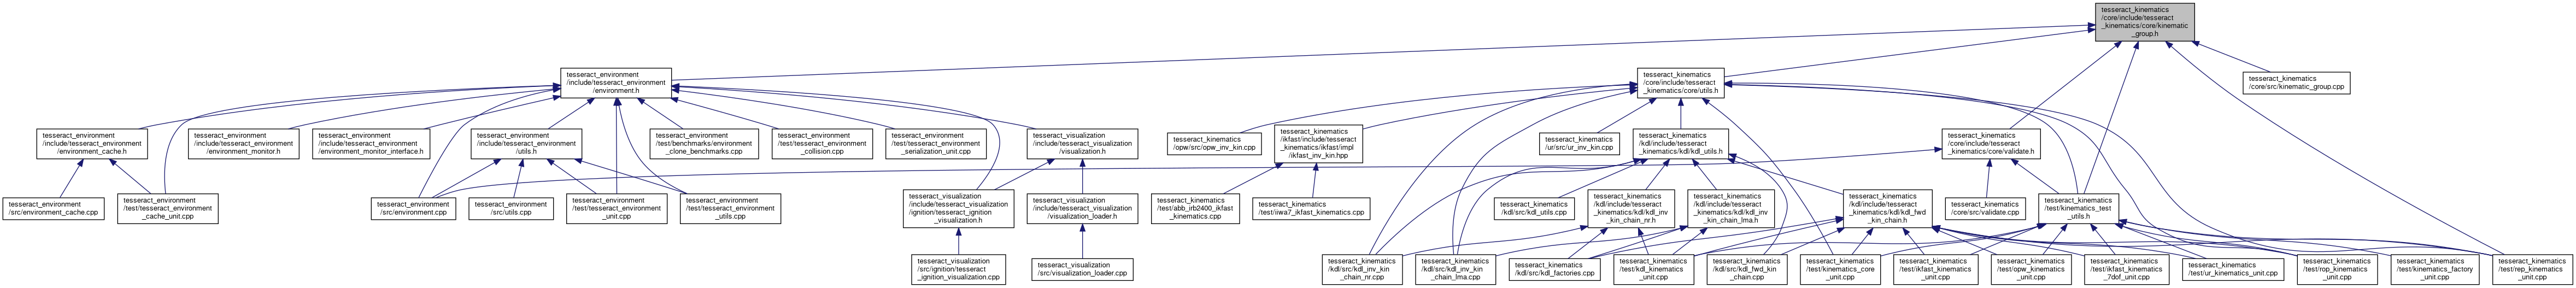 tesseract_kinematics
/core/include/tesseract
_kinematics/core/kinematic
_group.h
tesseract_environment
/include/tesseract_environment
/environment.h
tesseract_kinematics
/core/include/tesseract
_kinematics/core/utils.h
tesseract_kinematics
/core/src/kinematic_group.cpp
tesseract_environment
/include/tesseract_environment
/environment_cache.h
tesseract_environment
/include/tesseract_environment
/environment_monitor.h
tesseract_environment
/include/tesseract_environment
/environment_monitor_interface.h
tesseract_environment
/include/tesseract_environment
/utils.h
tesseract_environment
/test/benchmarks/environment
_clone_benchmarks.cpp
tesseract_environment
/test/tesseract_environment
_collision.cpp
tesseract_environment
/test/tesseract_environment
_serialization_unit.cpp
tesseract_visualization
/include/tesseract_visualization
/visualization.h
tesseract_kinematics
/opw/src/opw_inv_kin.cpp
tesseract_kinematics
/ikfast/include/tesseract
_kinematics/ikfast/impl
/ikfast_inv_kin.hpp
tesseract_kinematics
/ur/src/ur_inv_kin.cpp
tesseract_kinematics
/kdl/include/tesseract
_kinematics/kdl/kdl_utils.h
tesseract_kinematics
/core/include/tesseract
_kinematics/core/validate.h
tesseract_environment
/src/environment_cache.cpp
tesseract_environment
/test/tesseract_environment
_cache_unit.cpp
tesseract_environment
/src/environment.cpp
tesseract_environment
/src/utils.cpp
tesseract_environment
/test/tesseract_environment
_unit.cpp
tesseract_environment
/test/tesseract_environment
_utils.cpp
tesseract_visualization
/include/tesseract_visualization
/ignition/tesseract_ignition
_visualization.h
tesseract_visualization
/include/tesseract_visualization
/visualization_loader.h
tesseract_kinematics
/test/abb_irb2400_ikfast
_kinematics.cpp
tesseract_kinematics
/test/iiwa7_ikfast_kinematics.cpp
tesseract_kinematics
/kdl/src/kdl_utils.cpp
tesseract_kinematics
/kdl/include/tesseract
_kinematics/kdl/kdl_inv
_kin_chain_nr.h
tesseract_kinematics
/kdl/include/tesseract
_kinematics/kdl/kdl_inv
_kin_chain_lma.h
tesseract_kinematics
/kdl/include/tesseract
_kinematics/kdl/kdl_fwd
_kin_chain.h
tesseract_kinematics
/core/src/validate.cpp
tesseract_kinematics
/test/kinematics_test
_utils.h
tesseract_visualization
/src/ignition/tesseract
_ignition_visualization.cpp
tesseract_visualization
/src/visualization_loader.cpp
tesseract_kinematics
/kdl/src/kdl_inv_kin
_chain_nr.cpp
tesseract_kinematics
/kdl/src/kdl_inv_kin
_chain_lma.cpp
tesseract_kinematics
/kdl/src/kdl_factories.cpp
tesseract_kinematics
/test/kdl_kinematics
_unit.cpp
tesseract_kinematics
/kdl/src/kdl_fwd_kin
_chain.cpp
tesseract_kinematics
/test/kinematics_core
_unit.cpp
tesseract_kinematics
/test/ikfast_kinematics
_unit.cpp
tesseract_kinematics
/test/opw_kinematics
_unit.cpp
tesseract_kinematics
/test/ikfast_kinematics
_7dof_unit.cpp
tesseract_kinematics
/test/ur_kinematics_unit.cpp
tesseract_kinematics
/test/rop_kinematics
_unit.cpp
tesseract_kinematics
/test/kinematics_factory
_unit.cpp
tesseract_kinematics
/test/rep_kinematics
_unit.cpp